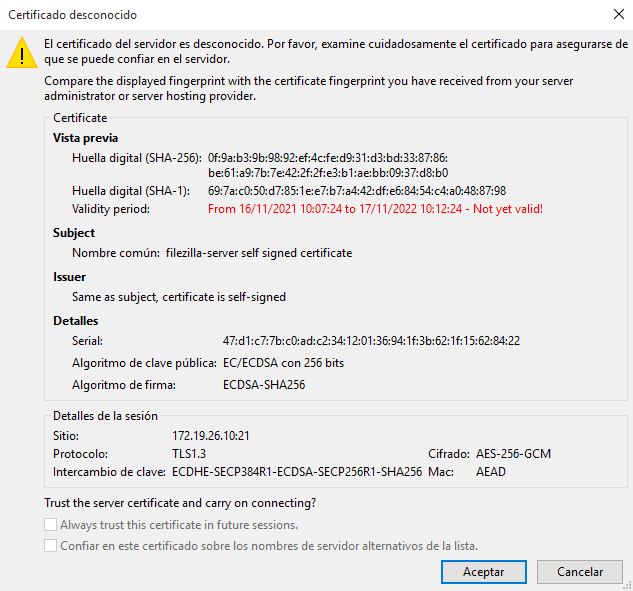 Certificado desconocido
El certificado del servidor es desconocido. Por favor, examine cuidadosamente el certificado para asegurarse de
que se puede confiar en el servidor.
Compare the displayed fingerprint with the certificate fingerprint you have received from your server
administrator or server hosting provider.
Certificate
Vista previa
Huella digital (SHA-256): 0f:9a:b3:9b:98:92:ef:4c:fe:d9:31:d3:bd:33:87:86:
be:61:a9:7b:7e:42:2f:2f:e3:b1:ae:bb:09:37:d8:b0
Huella digital (SHA-1): 69:7a:c0:50:d7:85:1e:e7:b7:a4:42:df:e6:84:54:c4:a0:48:87:98
Validity period: From 16/11/2021 10:07:24 to 17/11/2022 10:12:24 - Not yet valid!
Subject
Nombre común: filezilla-server self signed certificate
Issuer
Same as subject, certificate is self-signed
Detalles
Serial: 47:d1:c7:7b:c0:ad:c2:34:12:01:36:94:1f:3b:62:1f:15:62:84:22
Algoritmo de clave pública: EC/ECDSA con 256 bits
Algoritmo de firma: ECDSA-SHA256
Detalles de la sesión
Sitio: 172.19.26.10:21
Protocolo: TLS1.3 Cifrado: AES-256-GCM
Intercambio de clave: ECDHE-SECP384R1-ECDSA-SECP256R1-SHA256 Mac: AEAD
Trust the server certificate and carry on connecting?
Always trust this certificate in future sessions.
Confiar en este certificado sobre los nombres de servidor alternativos de la lista.
Aceptar Cancelar